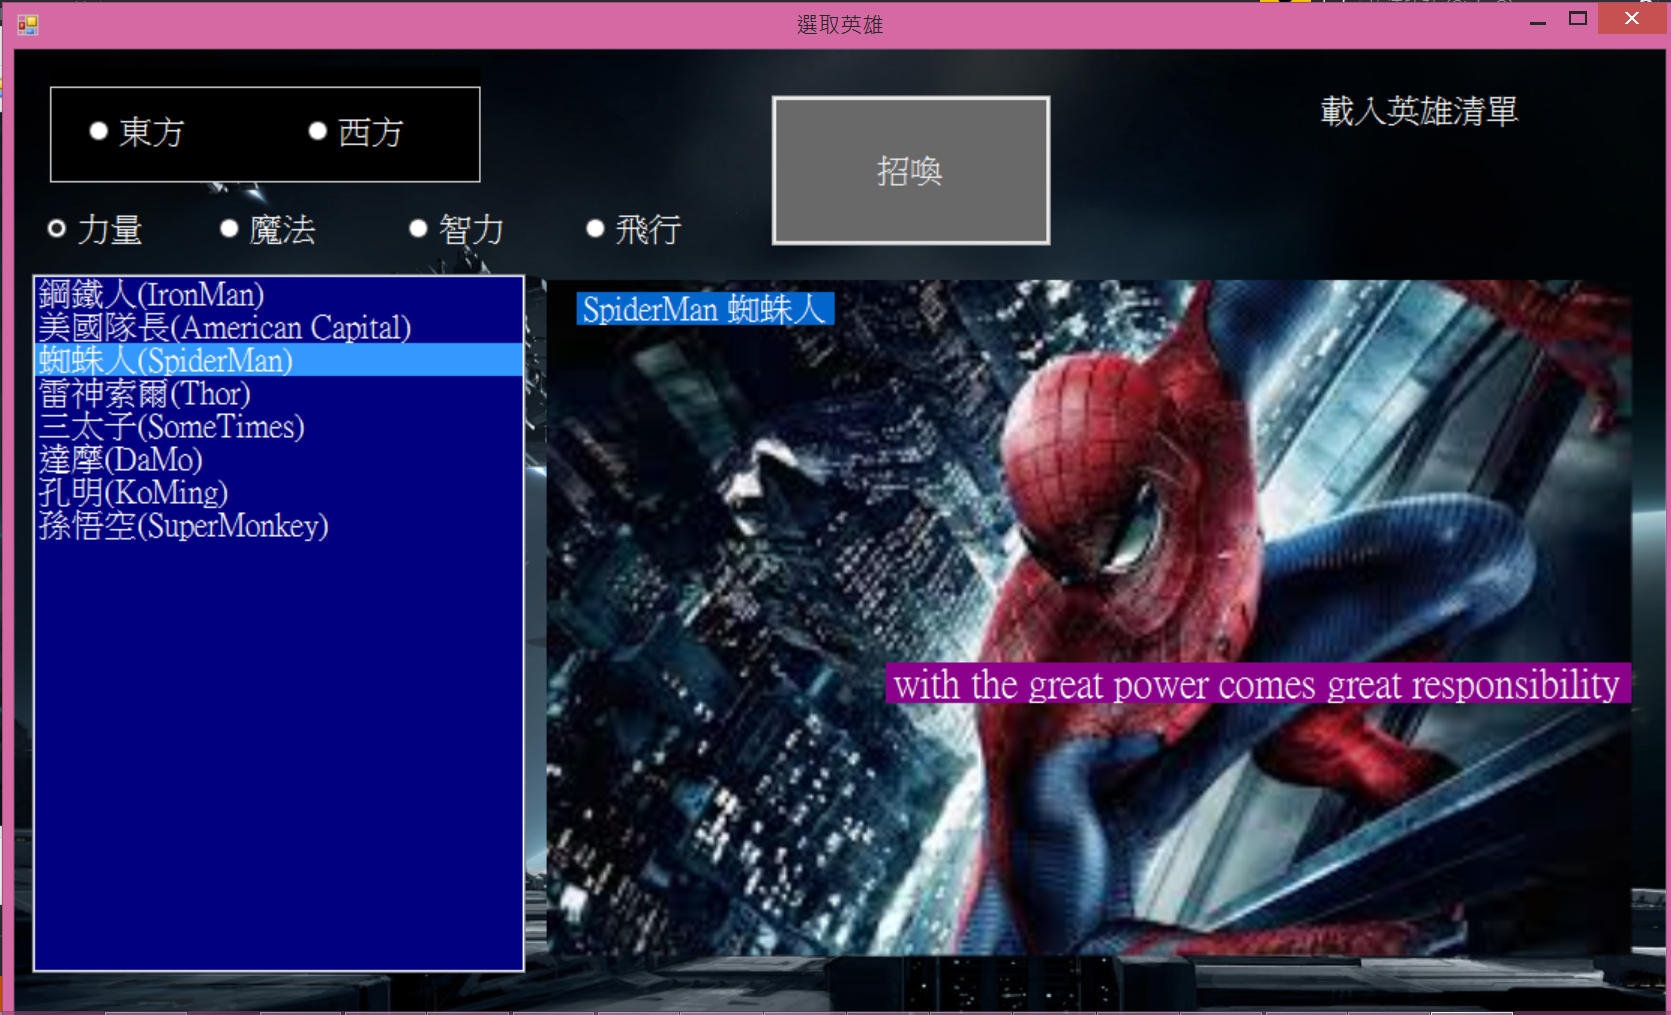 選取英雄
東方
西方
招喚
載入英雄清單
力量
魔法
智力
飛行
鋼鐵人(IronMan)
美國隊長(American Capital)
蜘蛛人(SpiderMan)
雷神索爾(Thor)
三太子(SomeTimes)
達摩(DaMo)
孔明(KoMing)
孫悟空(SuperMonkey)
SpiderMan 蜘蛛人
with the great power comes great responsibility